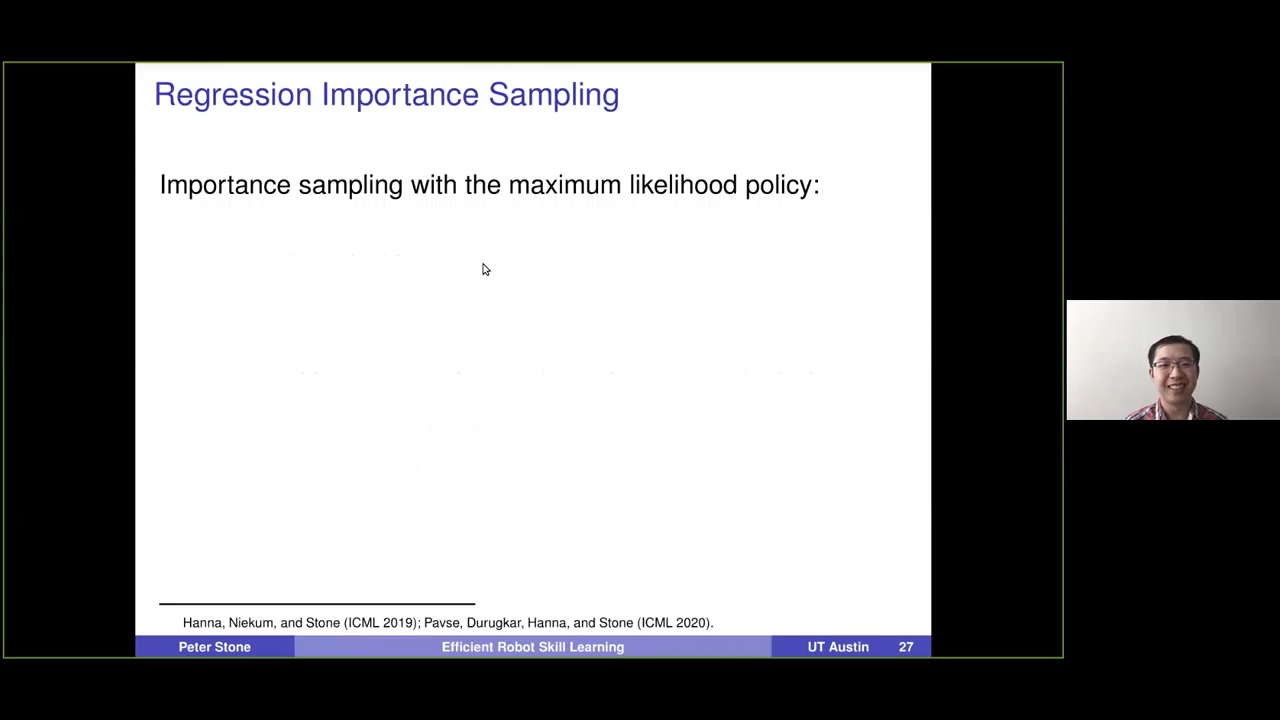 Regression Importance Sampling
Importance sampling with the maximum likelihood policy:
Hanna, Niekum, and Stone (ICML 2019); Pavse, Durugkar, Hanna, and Stone (ICML 2020).
Peter Stone Efficient Robot Skill Learning UT Austin 27